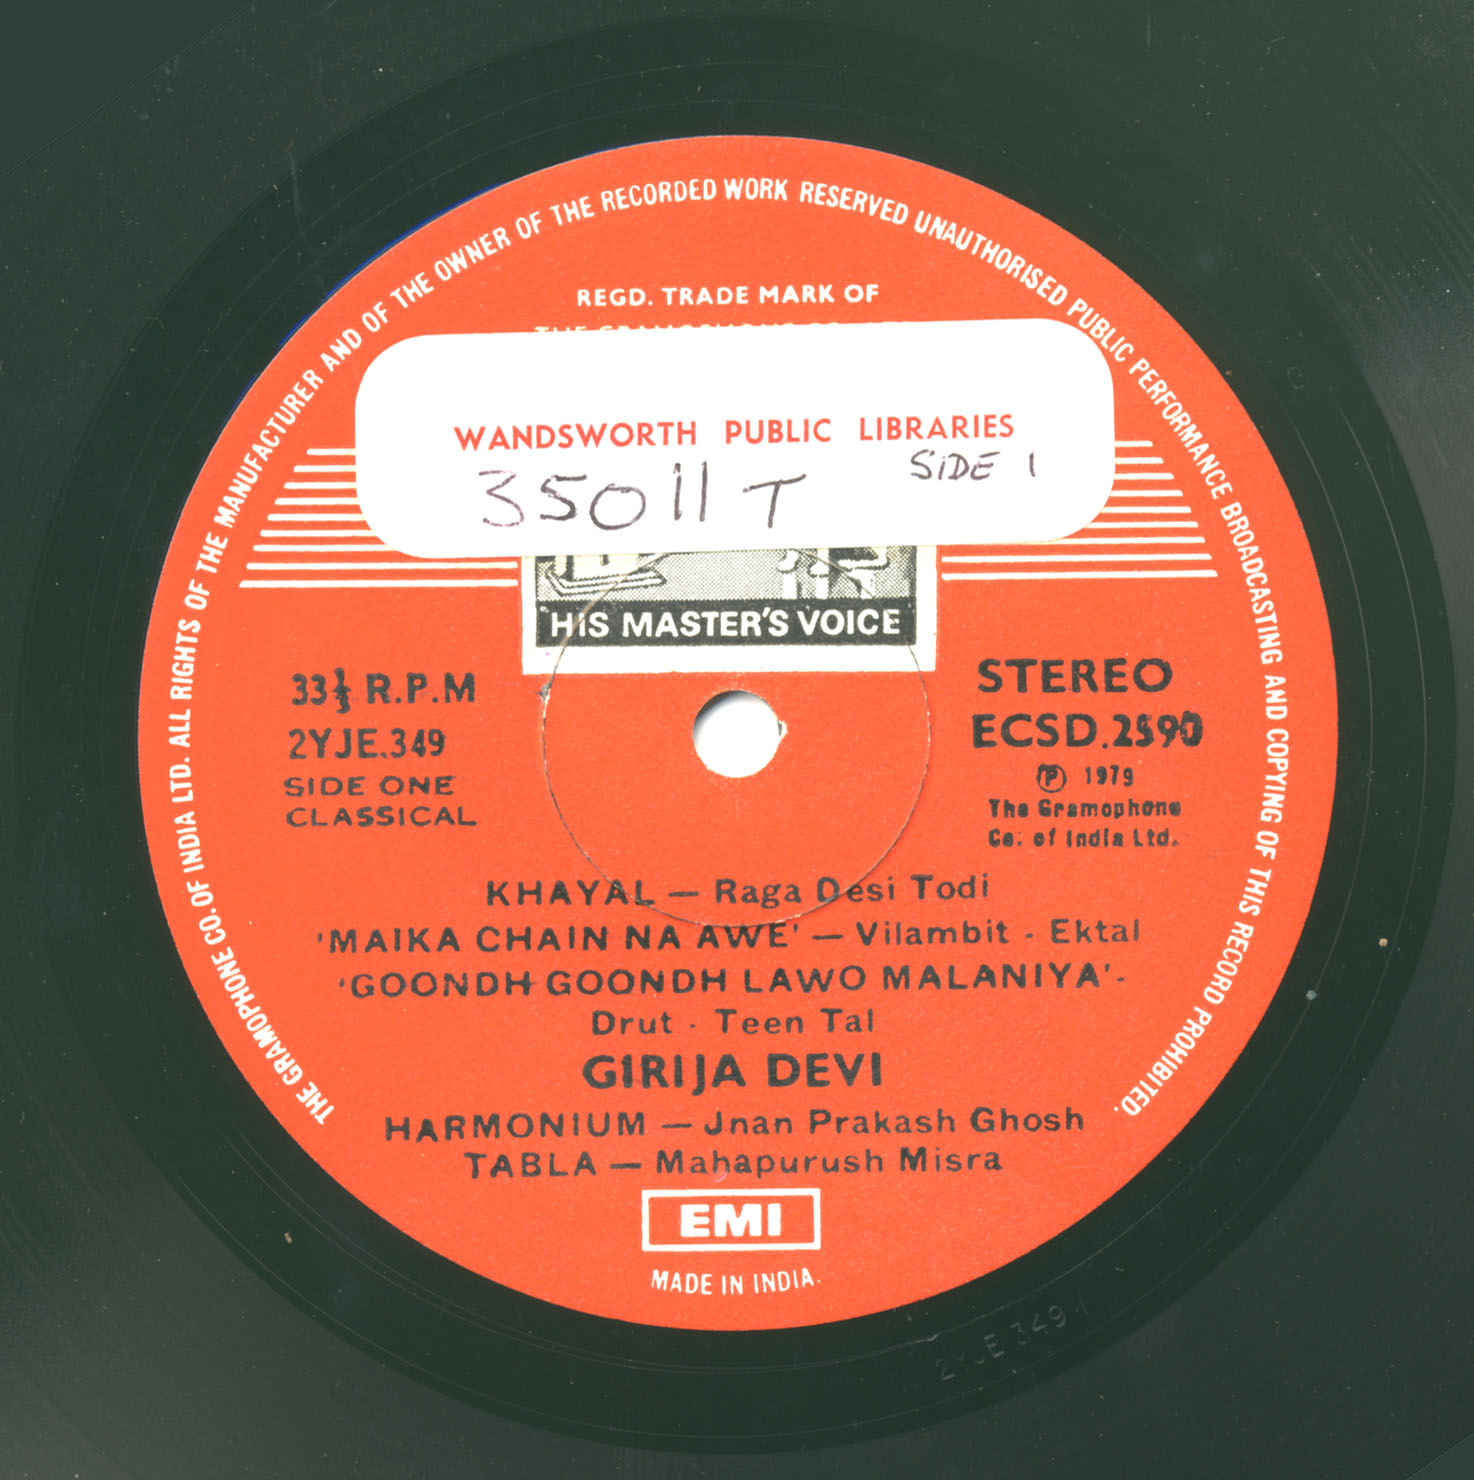 THE GRAMOPHONE CO. OF INDIA LTD. ALL RIGHTS OF THE MANUFACTURER AND OF THE OWNER OF THE RECORDED WORK RESERVED UNAUTHORISED PUBLIC PERFORMANCE BROADCASTING AND COPYING OF THIS RECORD PROHIBITED.
REGD. TRADE MARK OF
THE GRAMOPHONE CO.
WANDSWORTH PUBLIC LIBRARIES
35011 T SIDE 1
HIS MASTER'S VOICE
33⅓ R.P.M
2YJE.349
SIDE ONE
CLASSICAL
STEREO
ECSD.2590
Ⓟ 1979
The Gramophone
Co. of India Ltd.
KHAYAL — Raga Desi Todi
'MAIKA CHAIN NA AWE' — Vilambit - Ektal
'GOONDH GOONDH LAWO MALANIYA' -
Drut - Teen Tal
GIRIJA DEVI
HARMONIUM — Jnan Prakash Ghosh
TABLA — Mahapurush Misra
EMI
MADE IN INDIA.
2YJE 349 1